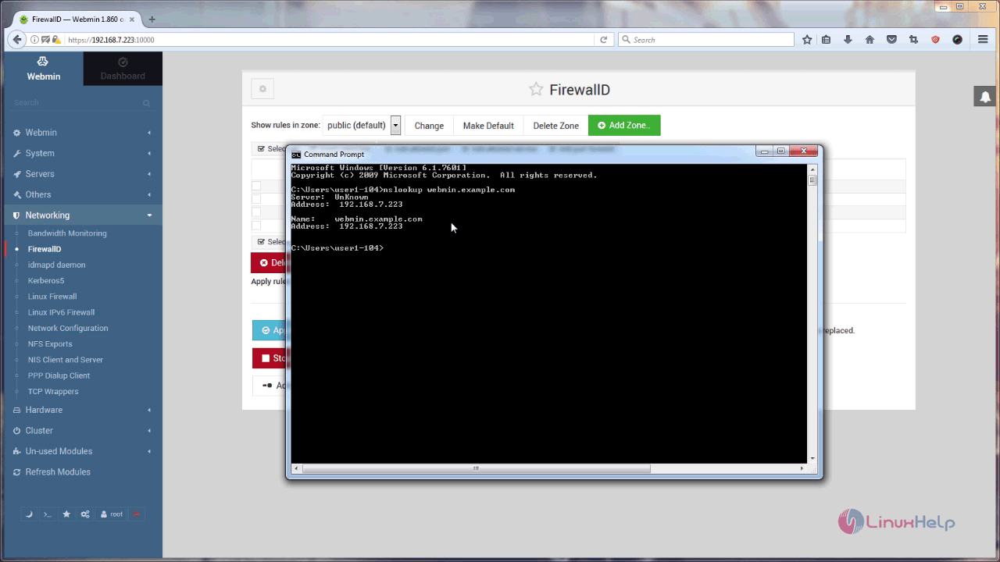 FirewallD — Webmin 1.860 o
https://192.168.7.223:10000
Search
Webmin
Dashboard
Search
Webmin
System
Servers
Others
Networking
Bandwidth Monitoring
FirewallD
idmapd daemon
Kerberos5
Linux Firewall
Linux IPv6 Firewall
Network Configuration
NFS Exports
NIS Client and Server
PPP Dialup Client
TCP Wrappers
Hardware
Cluster
Un-used Modules
Refresh Modules
root
FirewallD
Show rules in zone: public (default) Change Make Default Delete Zone Add Zone..
Selec
Command Prompt
Microsoft Windows [Version 6.1.7601]
Copyright (c) 2009 Microsoft Corporation. All rights reserved.
C:\Users\user1-104>nslookup webmin.example.com
Server: UnKnown
Address: 192.168.7.223
Name: webmin.example.com
Address: 192.168.7.223
C:\Users\user1-104>
Selec
Del
Apply rule
Ap
eplaced.
Sto
Ad
LinuxHelp